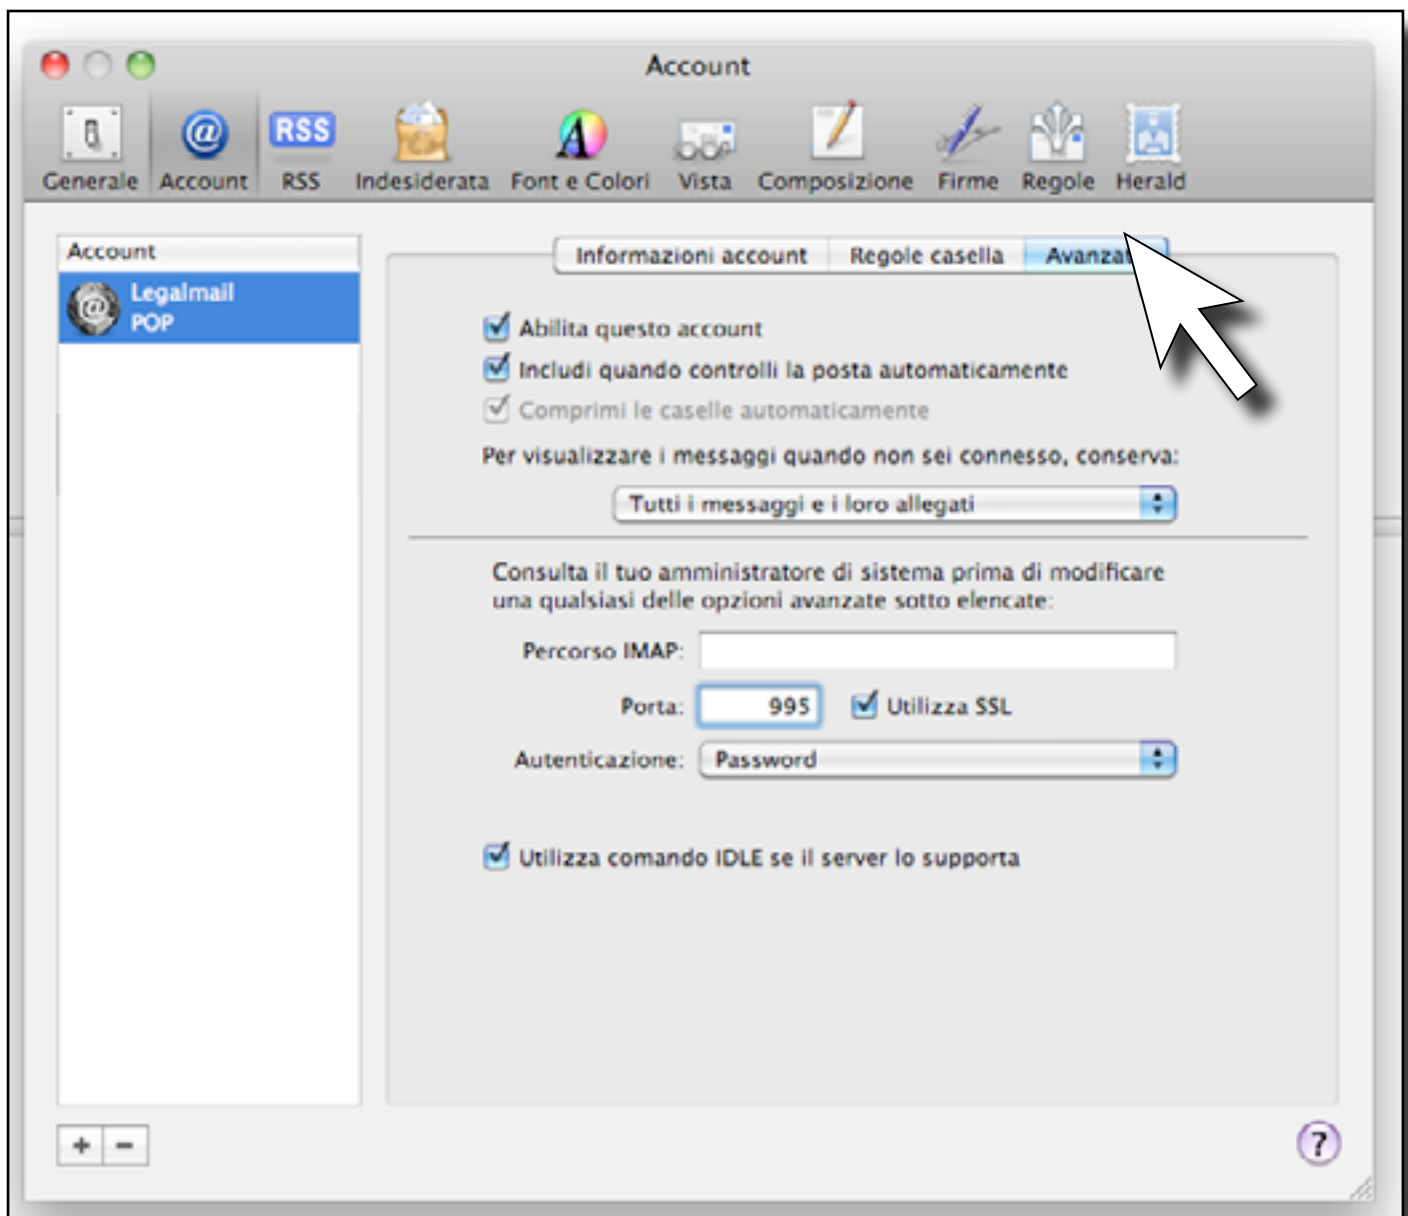 Account
RSS
Generale Account RSS Indesiderata Font e Colori Vista Composizione Firme Regole Herald
Account
Informazioni account Regole casella
Legalmail
POP
Abilita questo account
Includi quando controlli la posta automaticamente
Comprimi le caselle automaticamente
Per visualizzare i messaggi quando non sei connesso, conserva:
Tutti i messaggi e i loro allegati
Consulta il tuo amministratore di sistema prima di modificare
una qualsiasi delle opzioni avanzate sotto elencate:
Percorso IMAP:
Porta: 995 Utilizza SSL
Autenticazione: Password
Utilizza comando IDLE se il server lo supporta
+ − ?